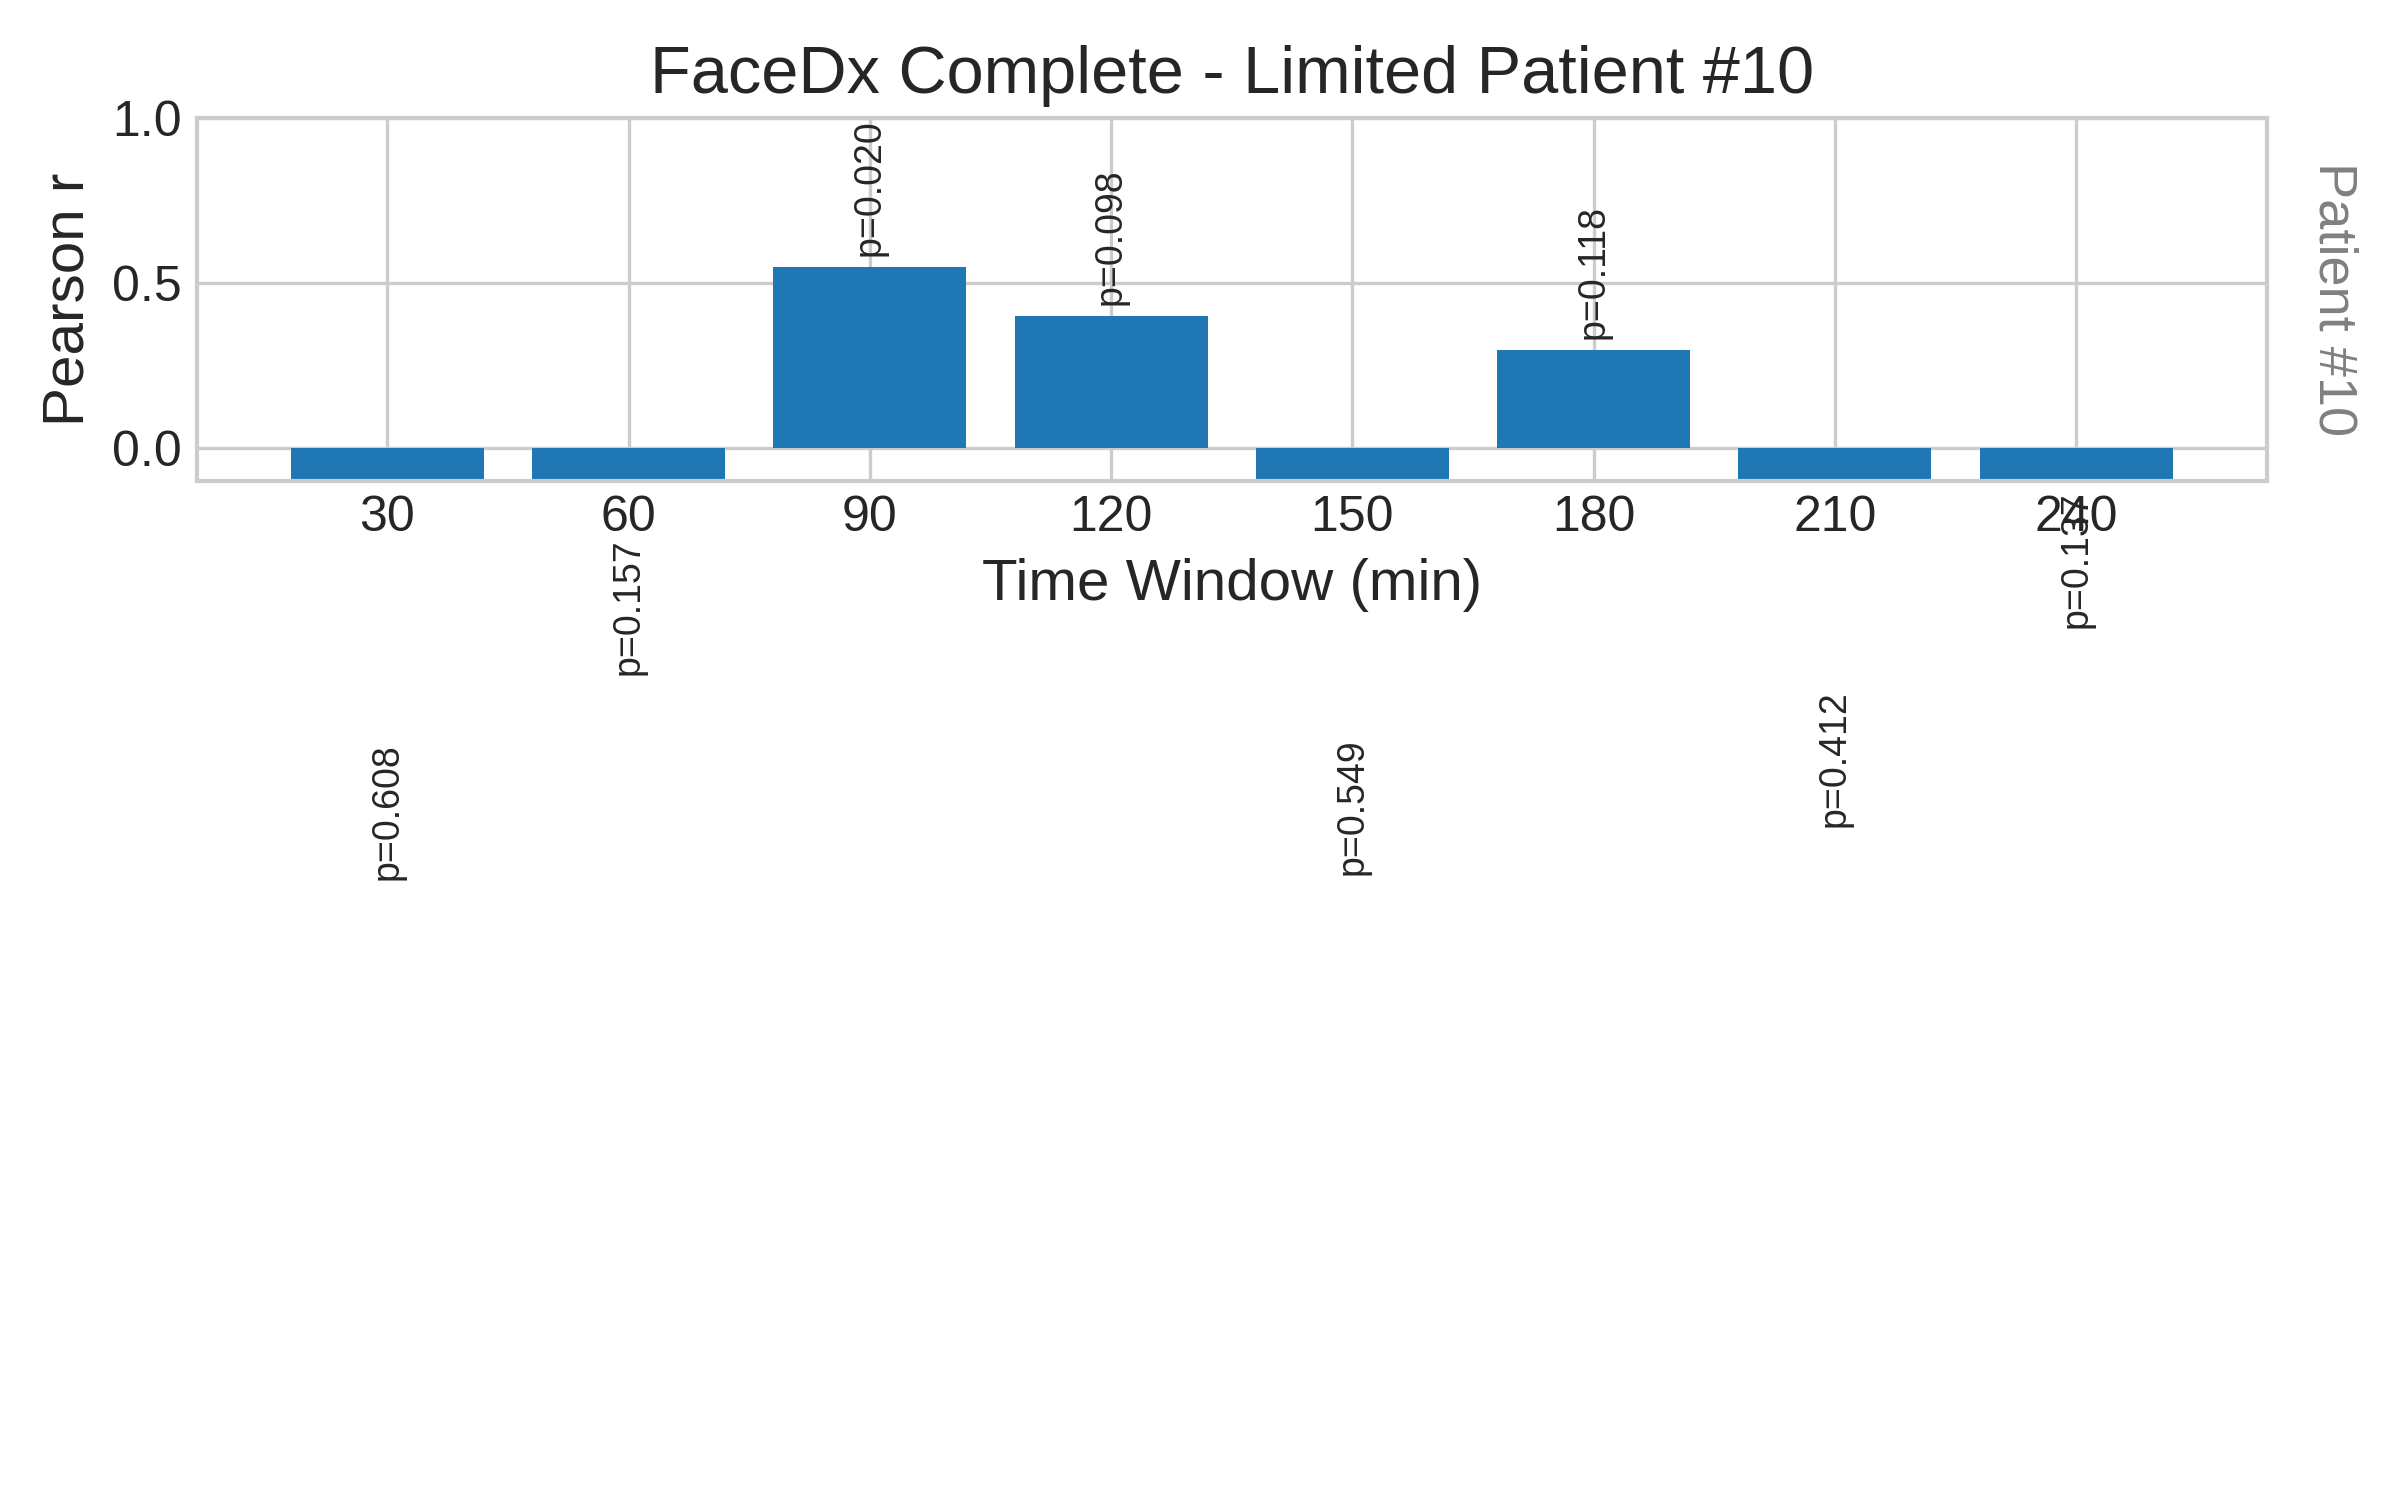 FaceDx Complete - Limited Patient #10
Pearson r
1.0
0.5
0.0
p=0.020
p=0.098
p=0.118
Patient #10
30 60 90 120 150 180 210 240
Time Window (min)
p=0.608
p=0.157
p=0.549
p=0.412
p=0.137